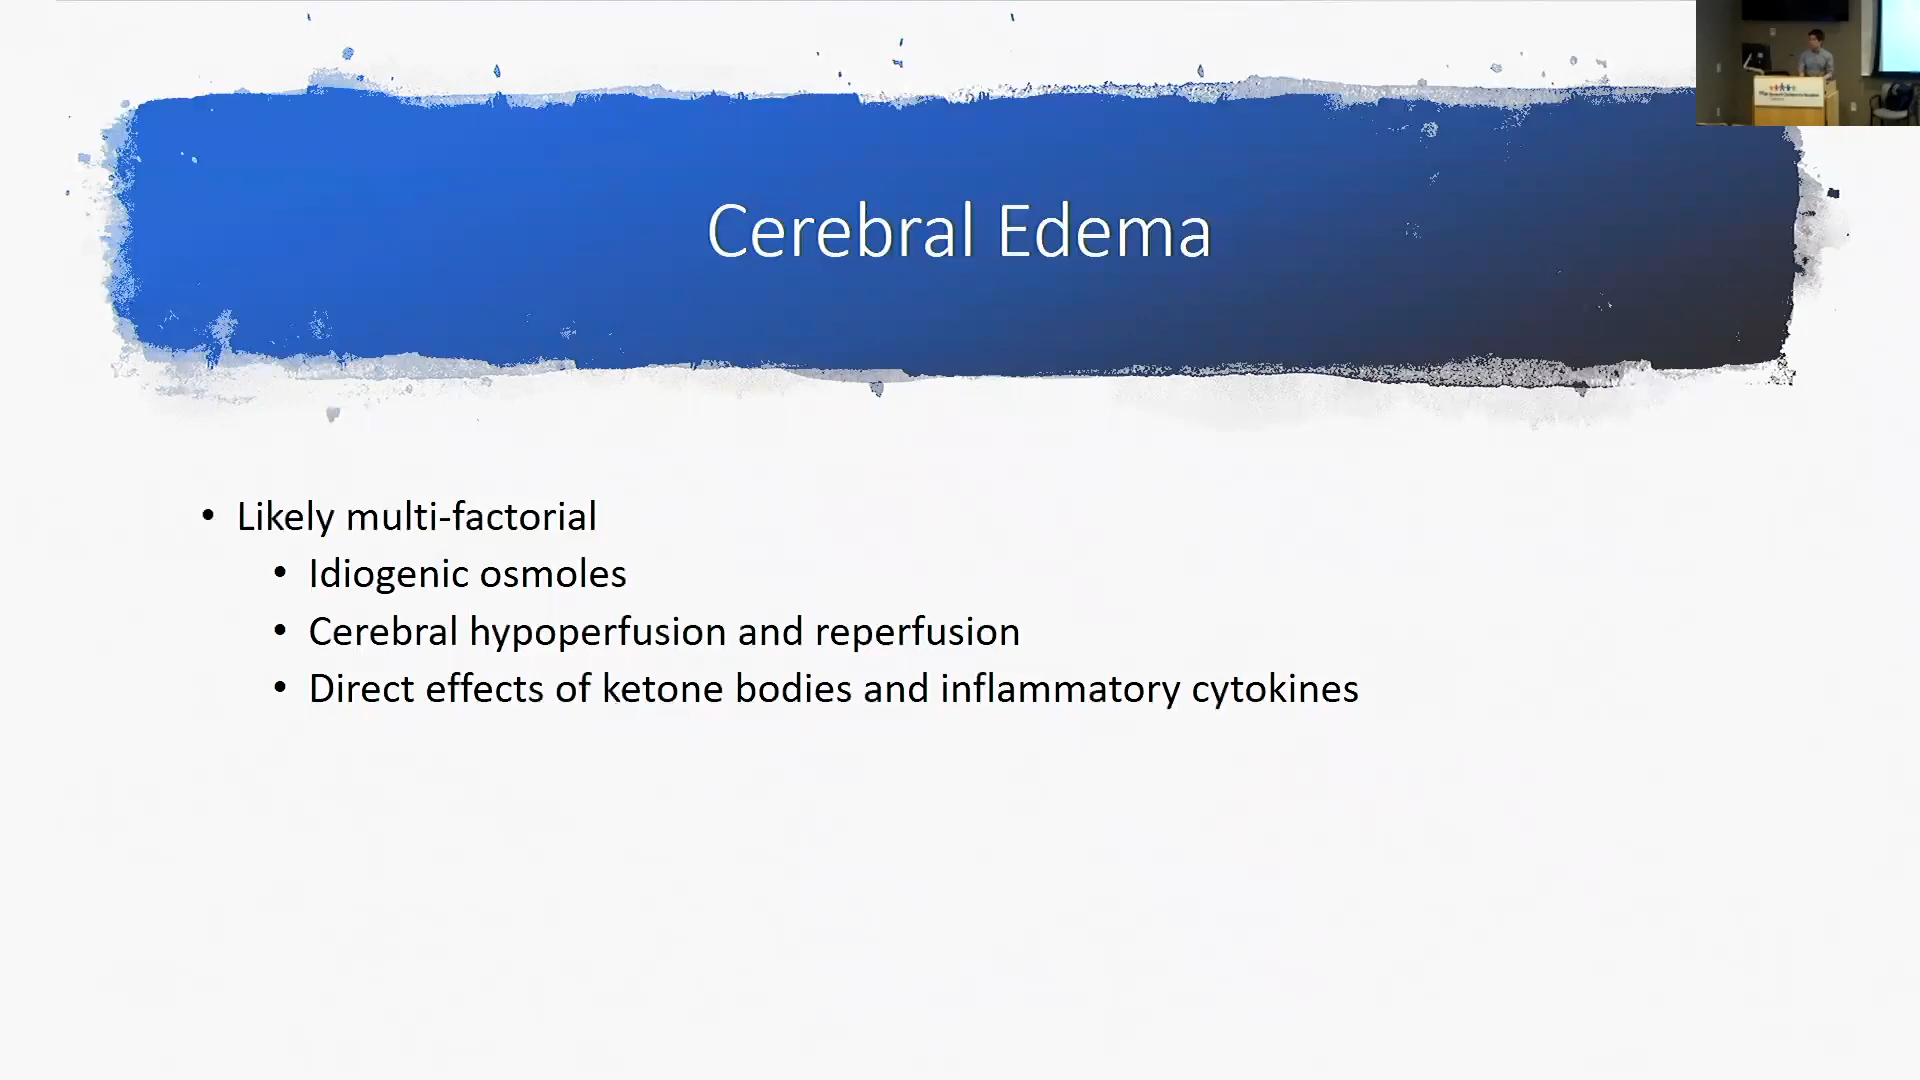 Cerebral Edema
• Likely multi-factorial
• Idiogenic osmoles
• Cerebral hypoperfusion and reperfusion
• Direct effects of ketone bodies and inflammatory cytokines